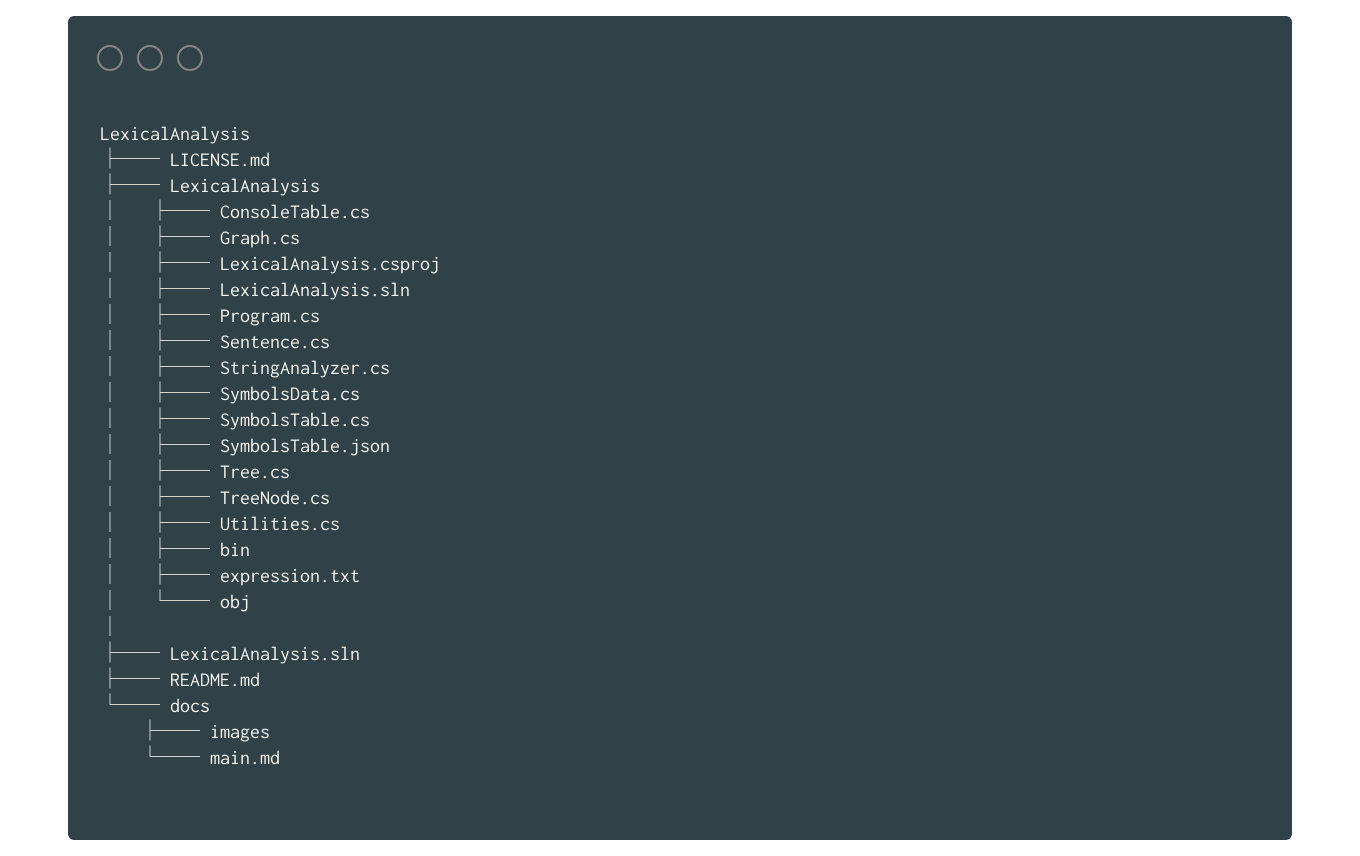 LexicalAnalysis
├──── LICENSE.md
├──── LexicalAnalysis
│    ├──── ConsoleTable.cs
│    ├──── Graph.cs
│    ├──── LexicalAnalysis.csproj
│    ├──── LexicalAnalysis.sln
│    ├──── Program.cs
│    ├──── Sentence.cs
│    ├──── StringAnalyzer.cs
│    ├──── SymbolsData.cs
│    ├──── SymbolsTable.cs
│    ├──── SymbolsTable.json
│    ├──── Tree.cs
│    ├──── TreeNode.cs
│    ├──── Utilities.cs
│    ├──── bin
│    ├──── expression.txt
│    └──── obj
│
├──── LexicalAnalysis.sln
├──── README.md
└──── docs
    ├──── images
    └──── main.md